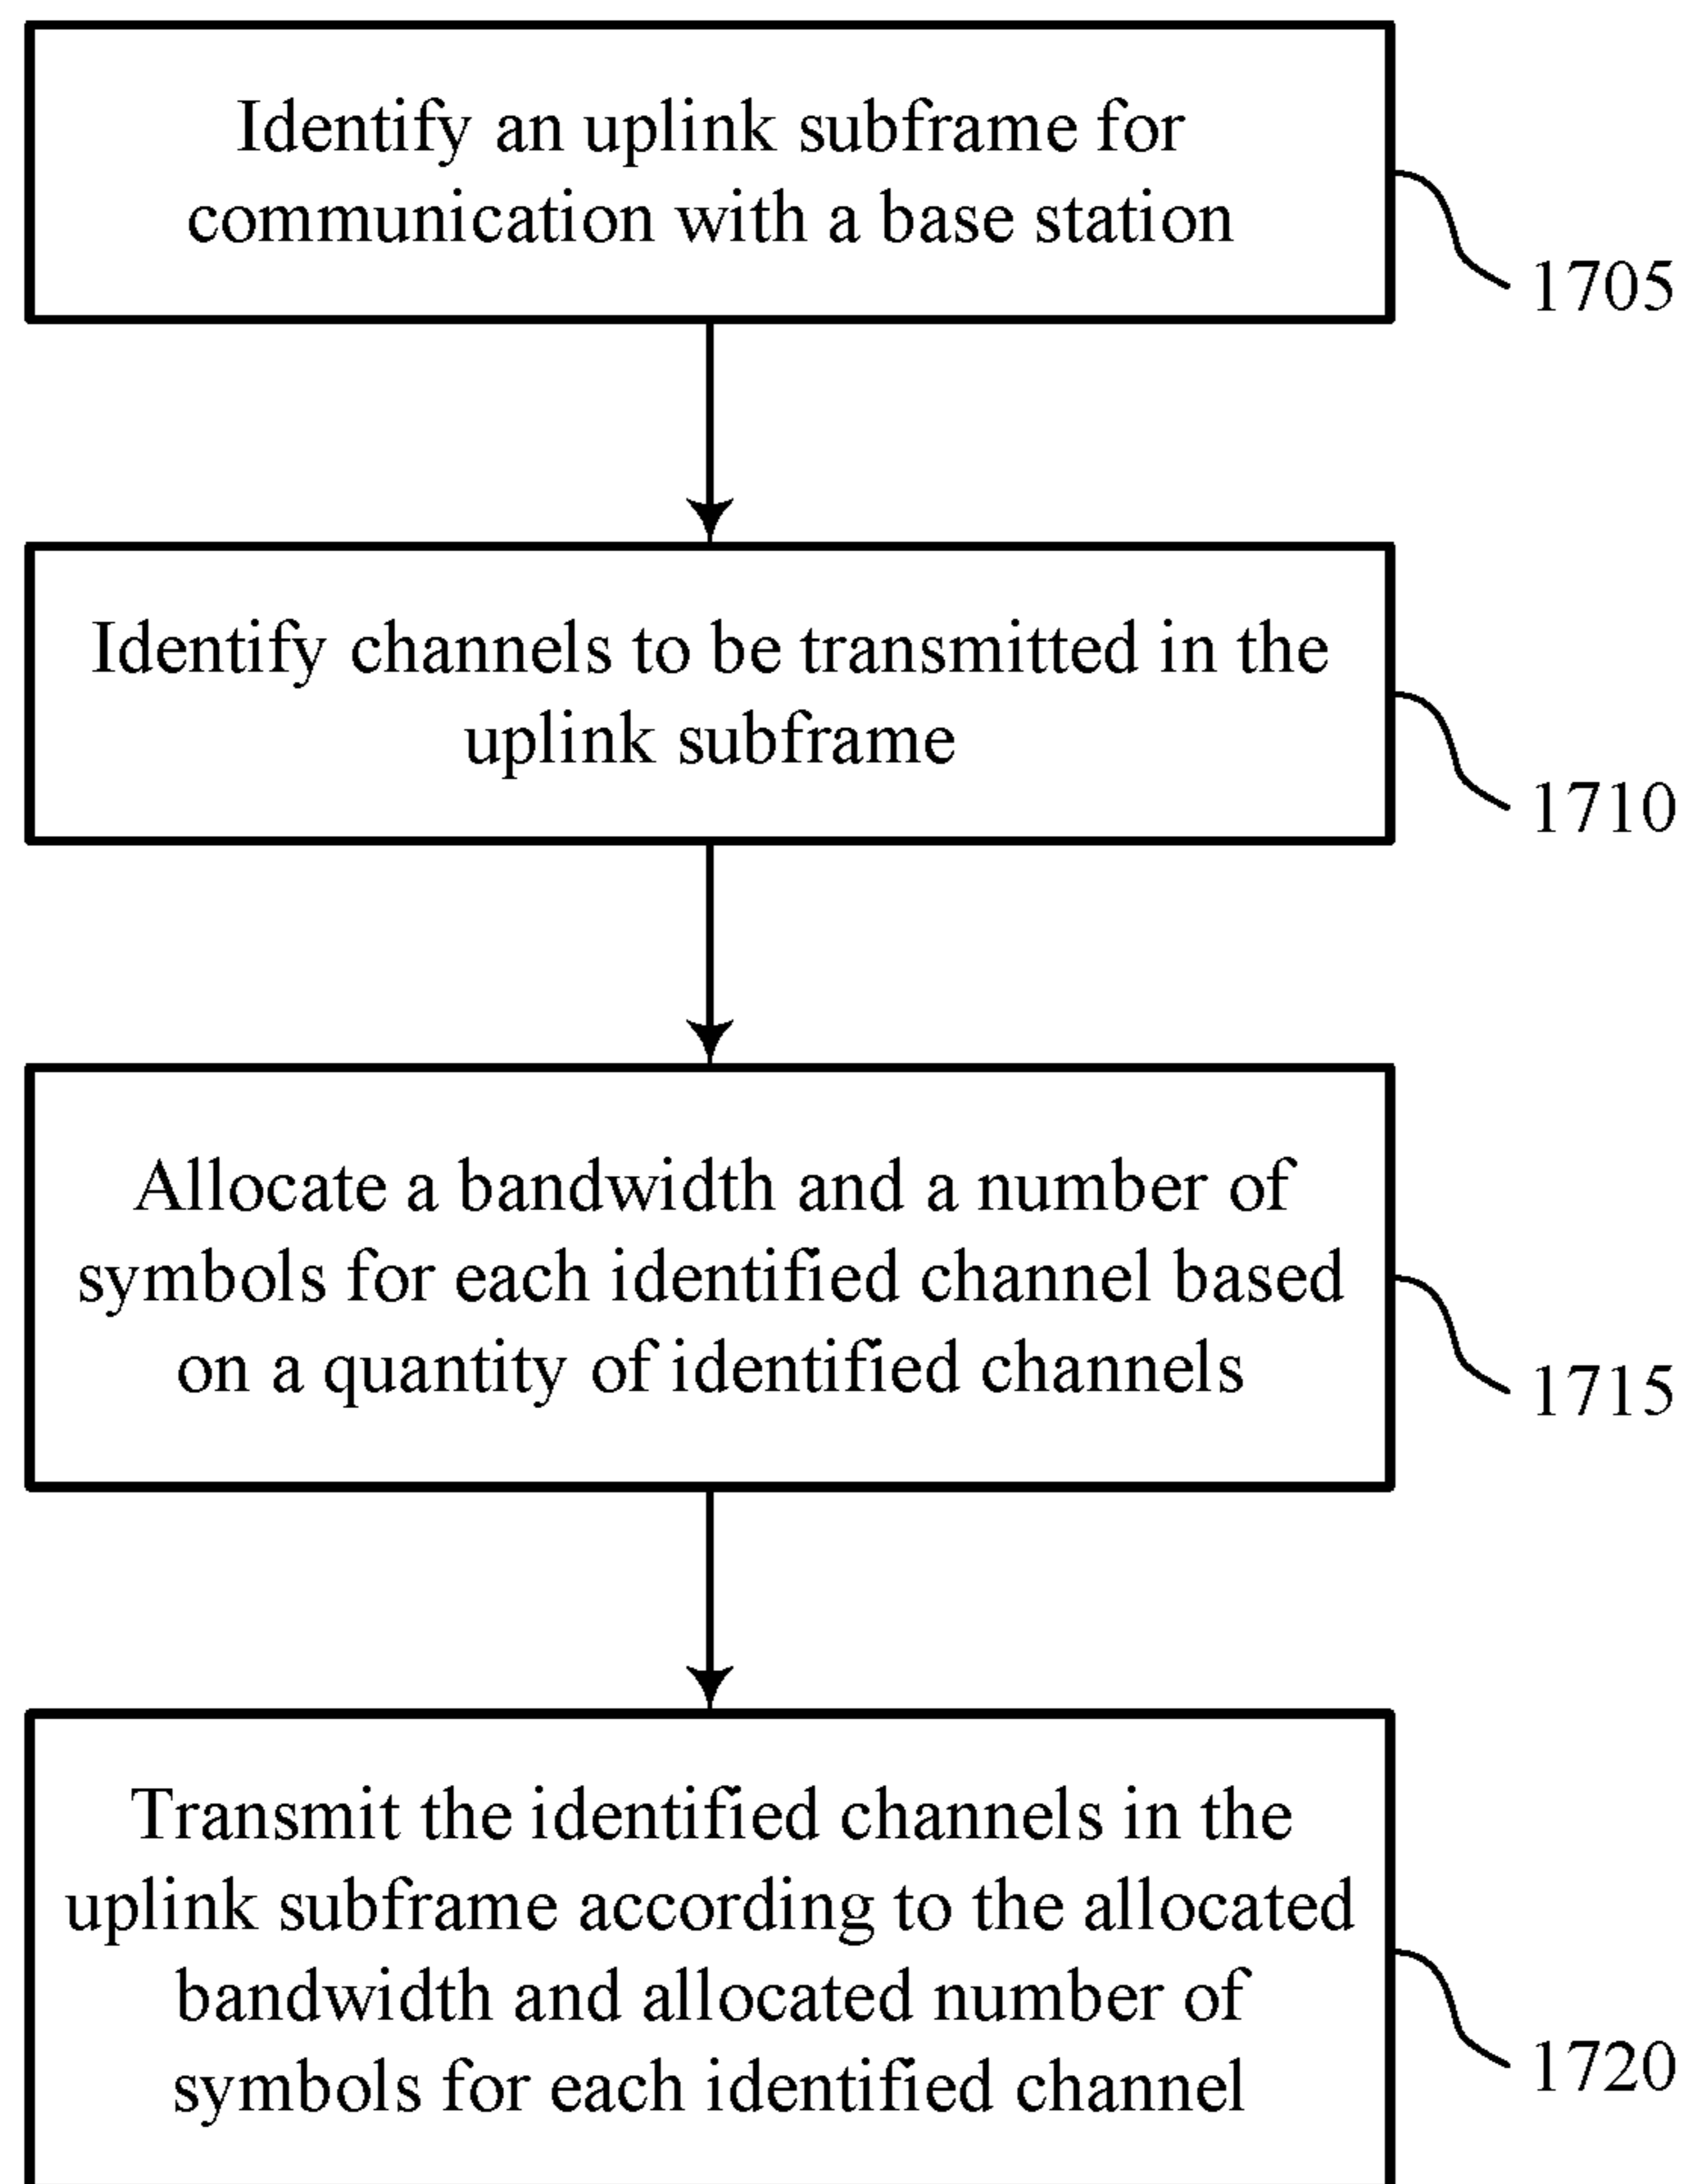 Identify an uplink subframe for
communication with a base station
1705
Identify channels to be transmitted in the
uplink subframe
1710
Allocate a bandwidth and a number of
symbols for each identified channel based
on a quantity of identified channels
1715
Transmit the identified channels in the
uplink subframe according to the allocated
bandwidth and allocated number of
symbols for each identified channel
1720